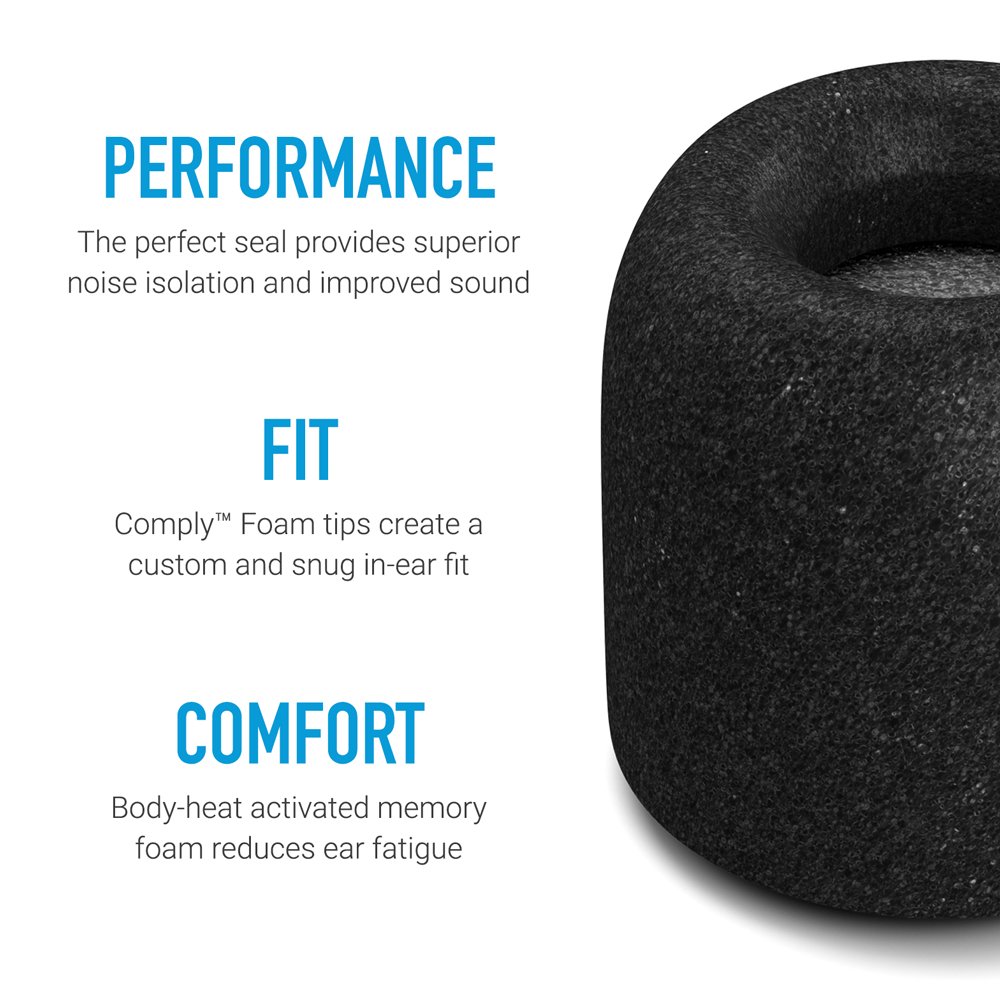 PERFORMANCE
The perfect seal provides superior
noise isolation and improved sound
FIT
Comply™ Foam tips create a
custom and snug in-ear fit
COMFORT
Body-heat activated memory
foam reduces ear fatigue